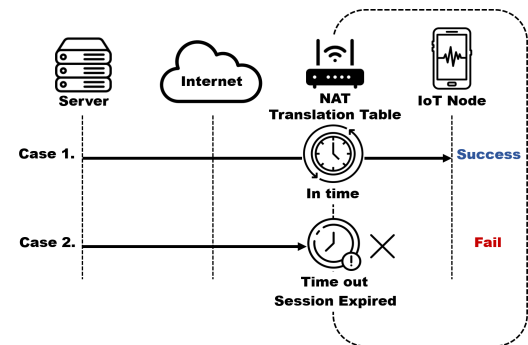 Internet
Server
NAT
Translation Table
IoT Node
Case 1.
Success
In time
Case 2.
Fail
Time out
Session Expired